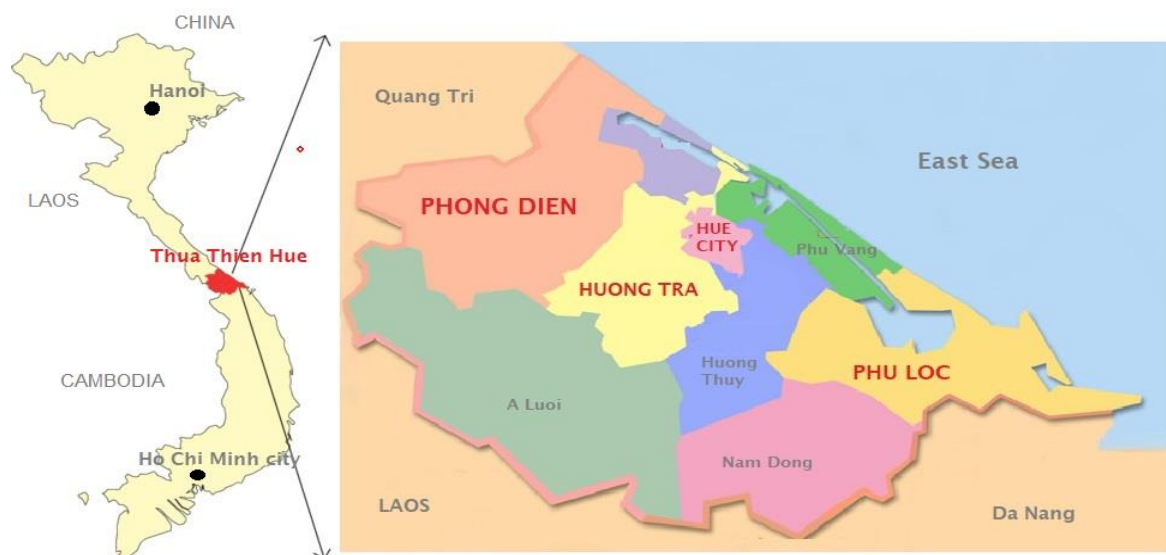 CHINA
Hanoi
LAOS
Thua Thien Hue
CAMBODIA
Ho Chi Minh city
Quang Tri
East Sea
PHONG DIEN
HUE
CITY
Phu Vang
HUONG TRA
Huong
Thuy
PHU LOC
A Luoi
Nam Dong
LAOS
Da Nang